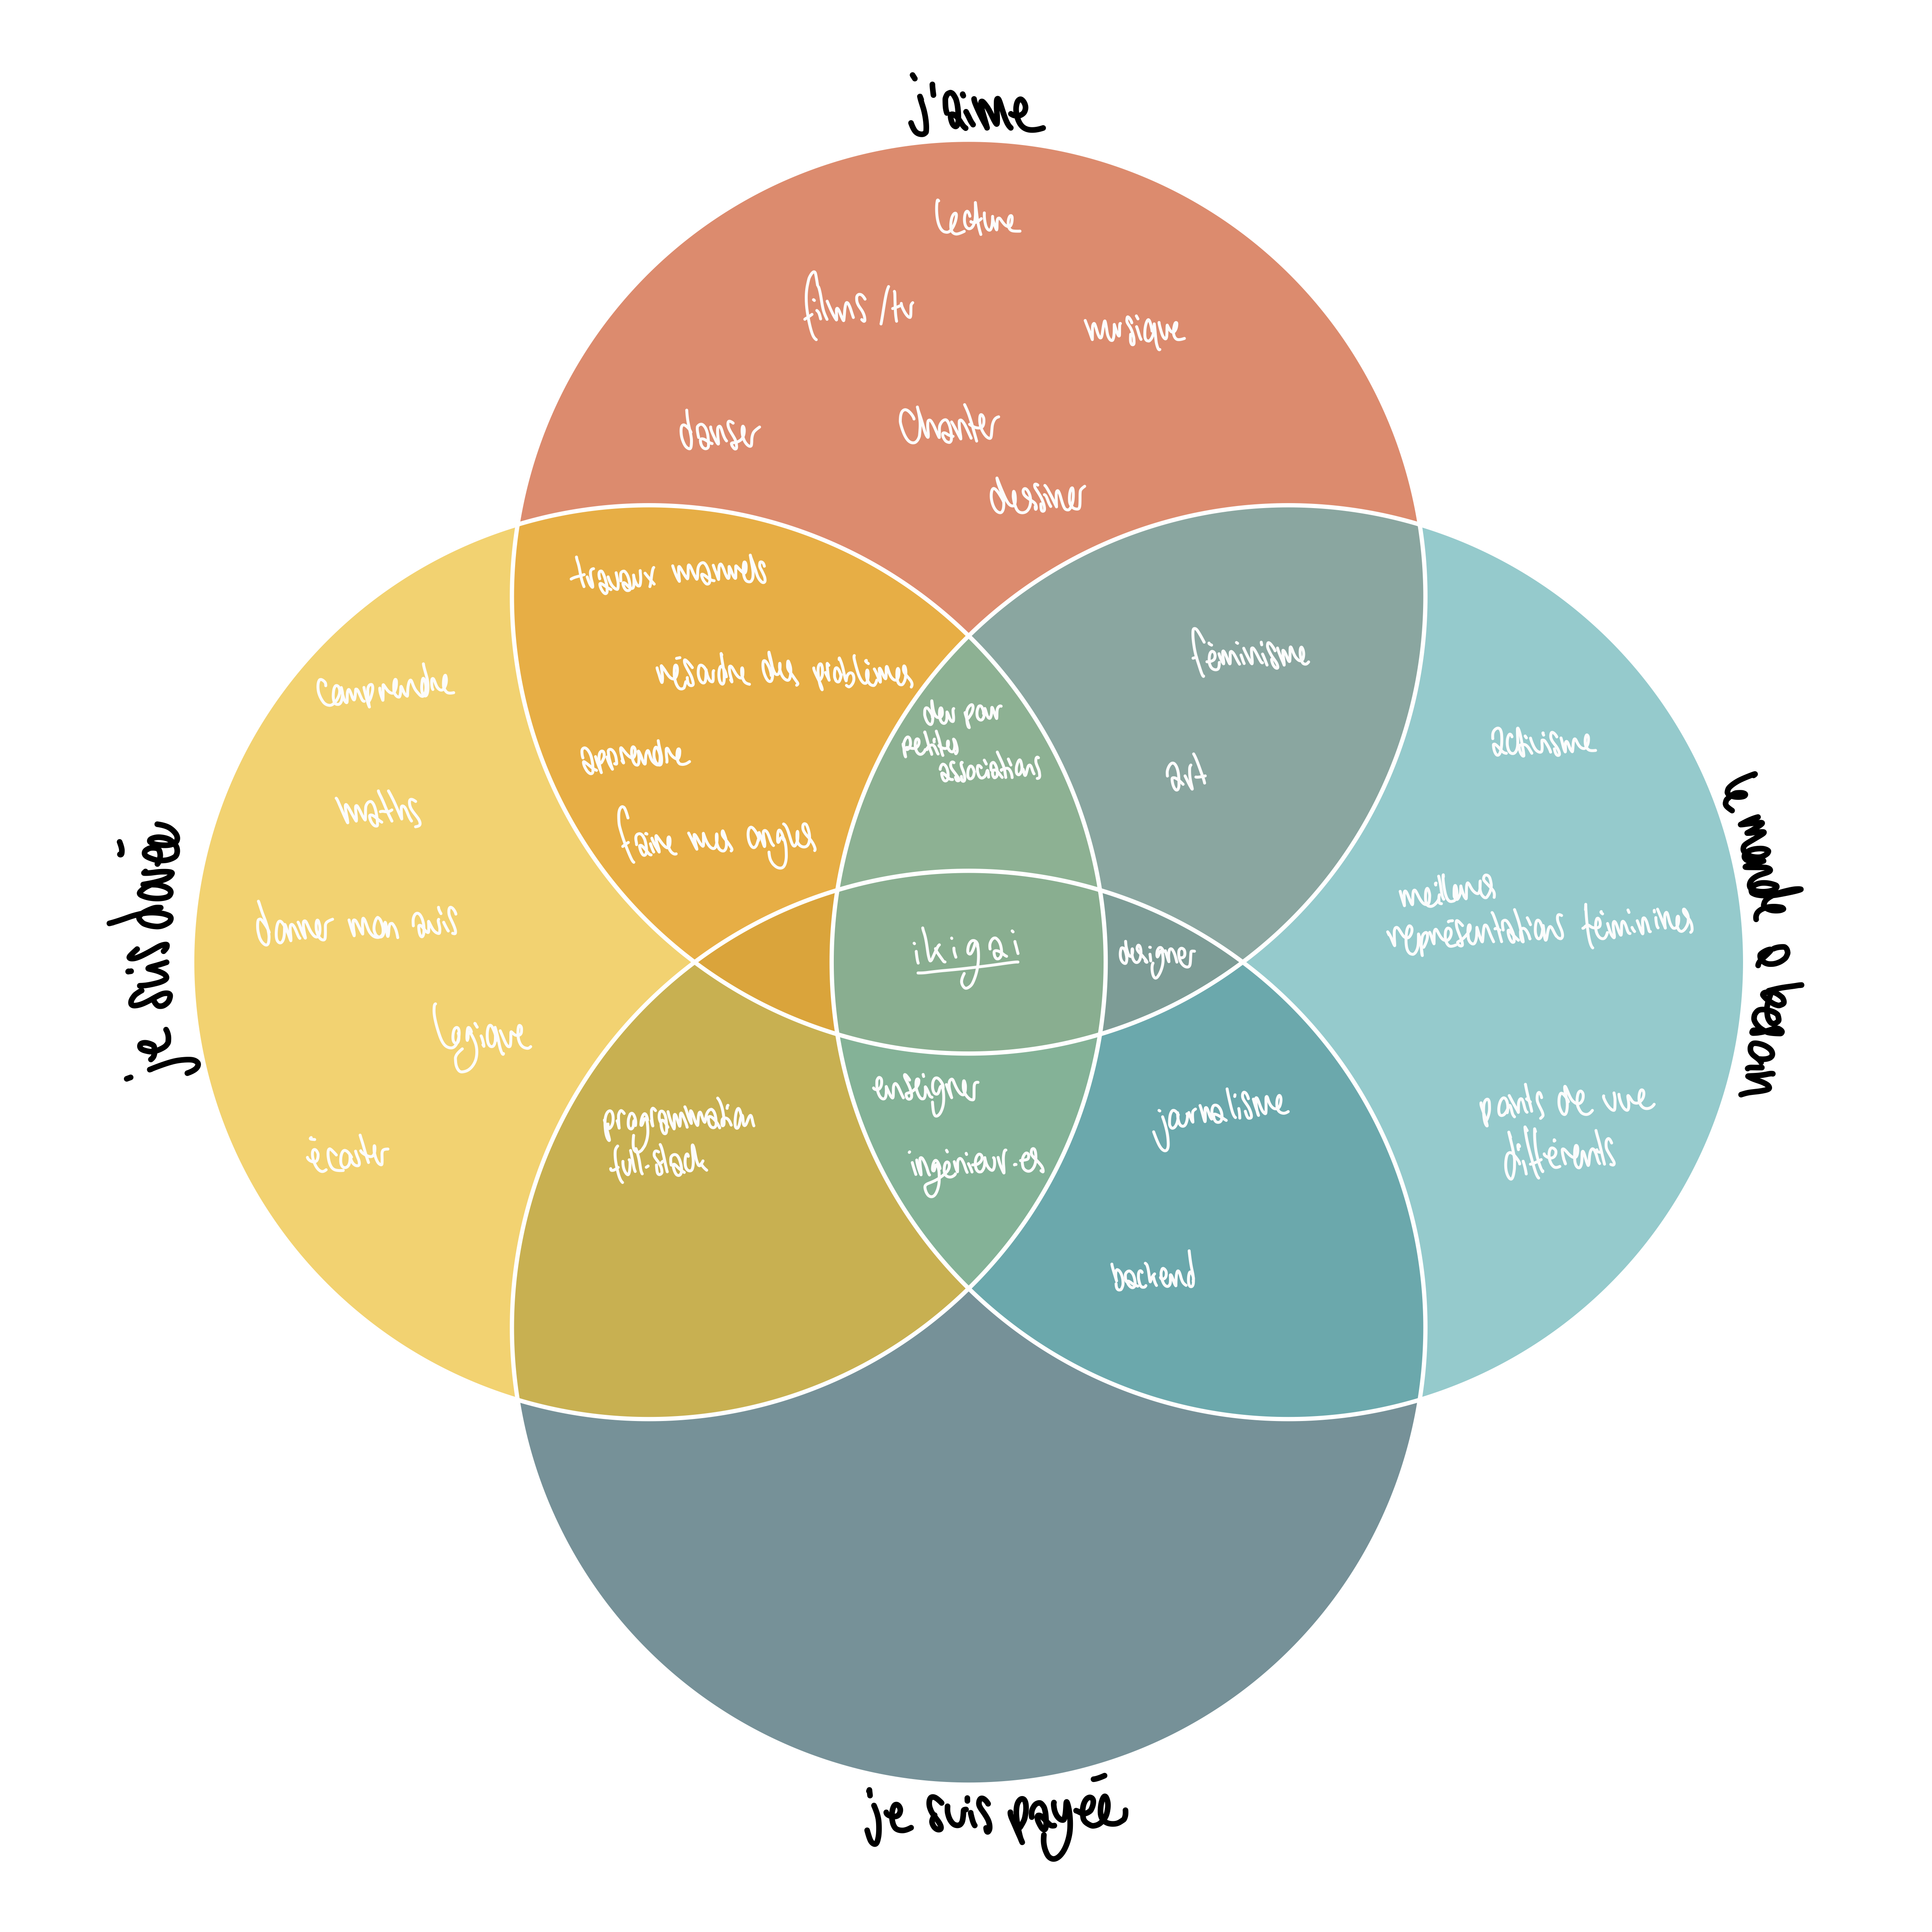 j'aime
Lecture
films / tv
musique
danser
Chanter
dessiner
travaux manuels
résoudre des problèmes
apprendre
faire mes ongles
dev pour
petites
associations
féminisme
art
Comprendre
maths
donner mon avis
Logique
écouter
je suis douée
altruisme
meilleures
représentations féminines
points de vue
différents
le monde a besoin
ikigai
designer
programmation
full-stack
enseigner
ingénieur·es
journalisme
backend
je suis payée